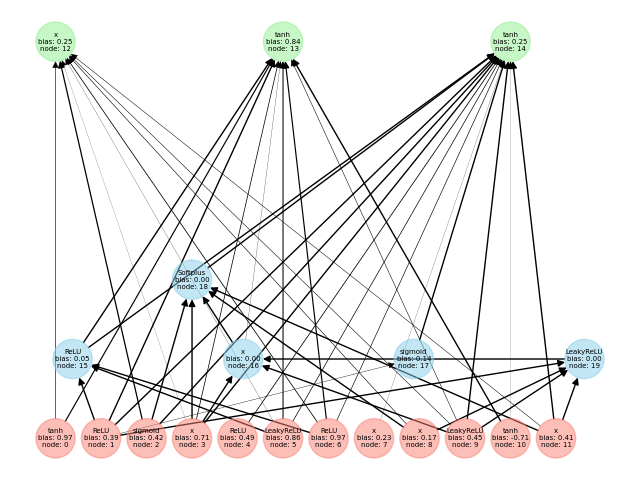 x
bias: 0.25
node: 12
tanh
bias: 0.84
node: 13
tanh
bias: 0.25
node: 14
Softplus
bias: 0.00
node: 18
ReLU
bias: 0.05
node: 15
x
bias: 0.00
node: 16
sigmoid
bias: 0.14
node: 17
LeakyReLU
bias: 0.00
node: 19
tanh
bias: 0.97
node: 0
ReLU
bias: 0.39
node: 1
sigmoid
bias: 0.42
node: 2
x
bias: 0.71
node: 3
ReLU
bias: 0.49
node: 4
LeakyReLU
bias: 0.86
node: 5
ReLU
bias: 0.97
node: 6
x
bias: 0.23
node: 7
x
bias: 0.17
node: 8
LeakyReLU
bias: 0.45
node: 9
tanh
bias: -0.71
node: 10
x
bias: 0.41
node: 11